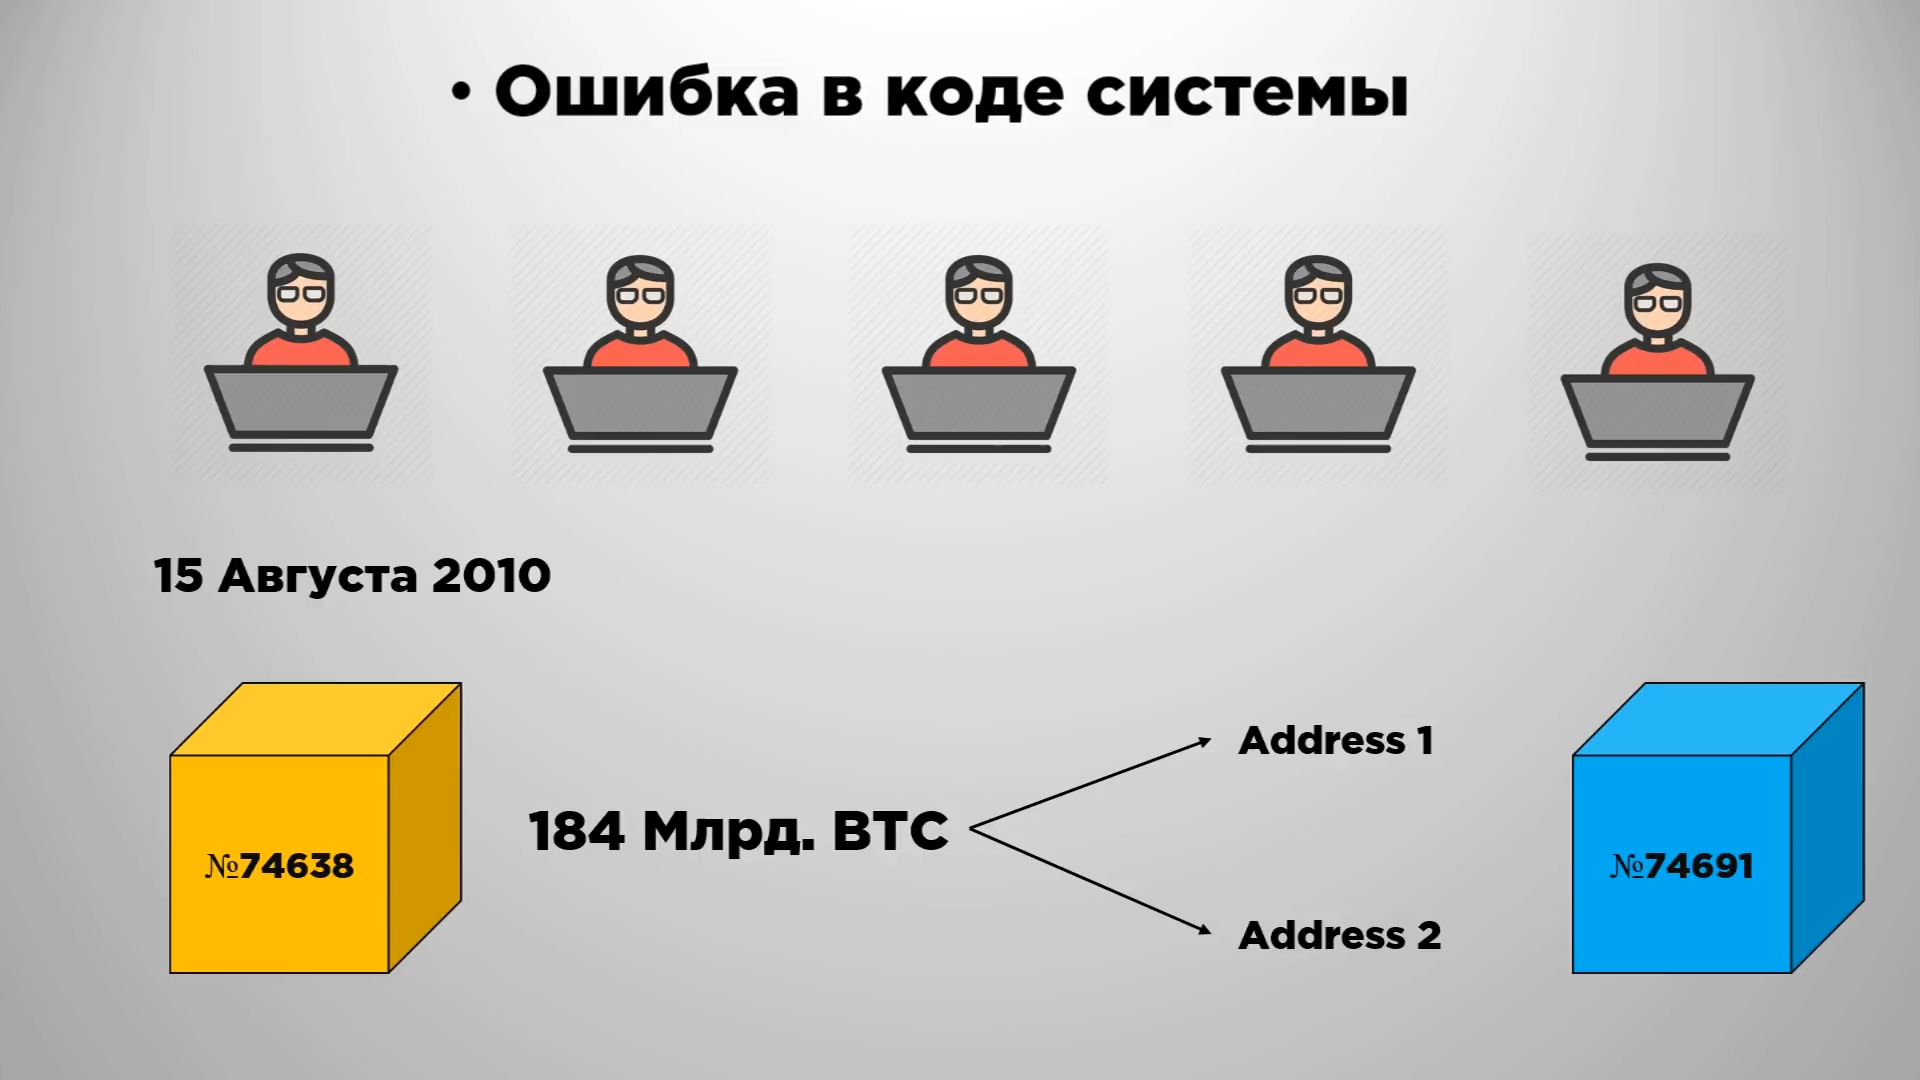 • Ошибка в коде системы
15 Августа 2010
Address 1
184 Млрд. BTC
№74638
№74691
Address 2